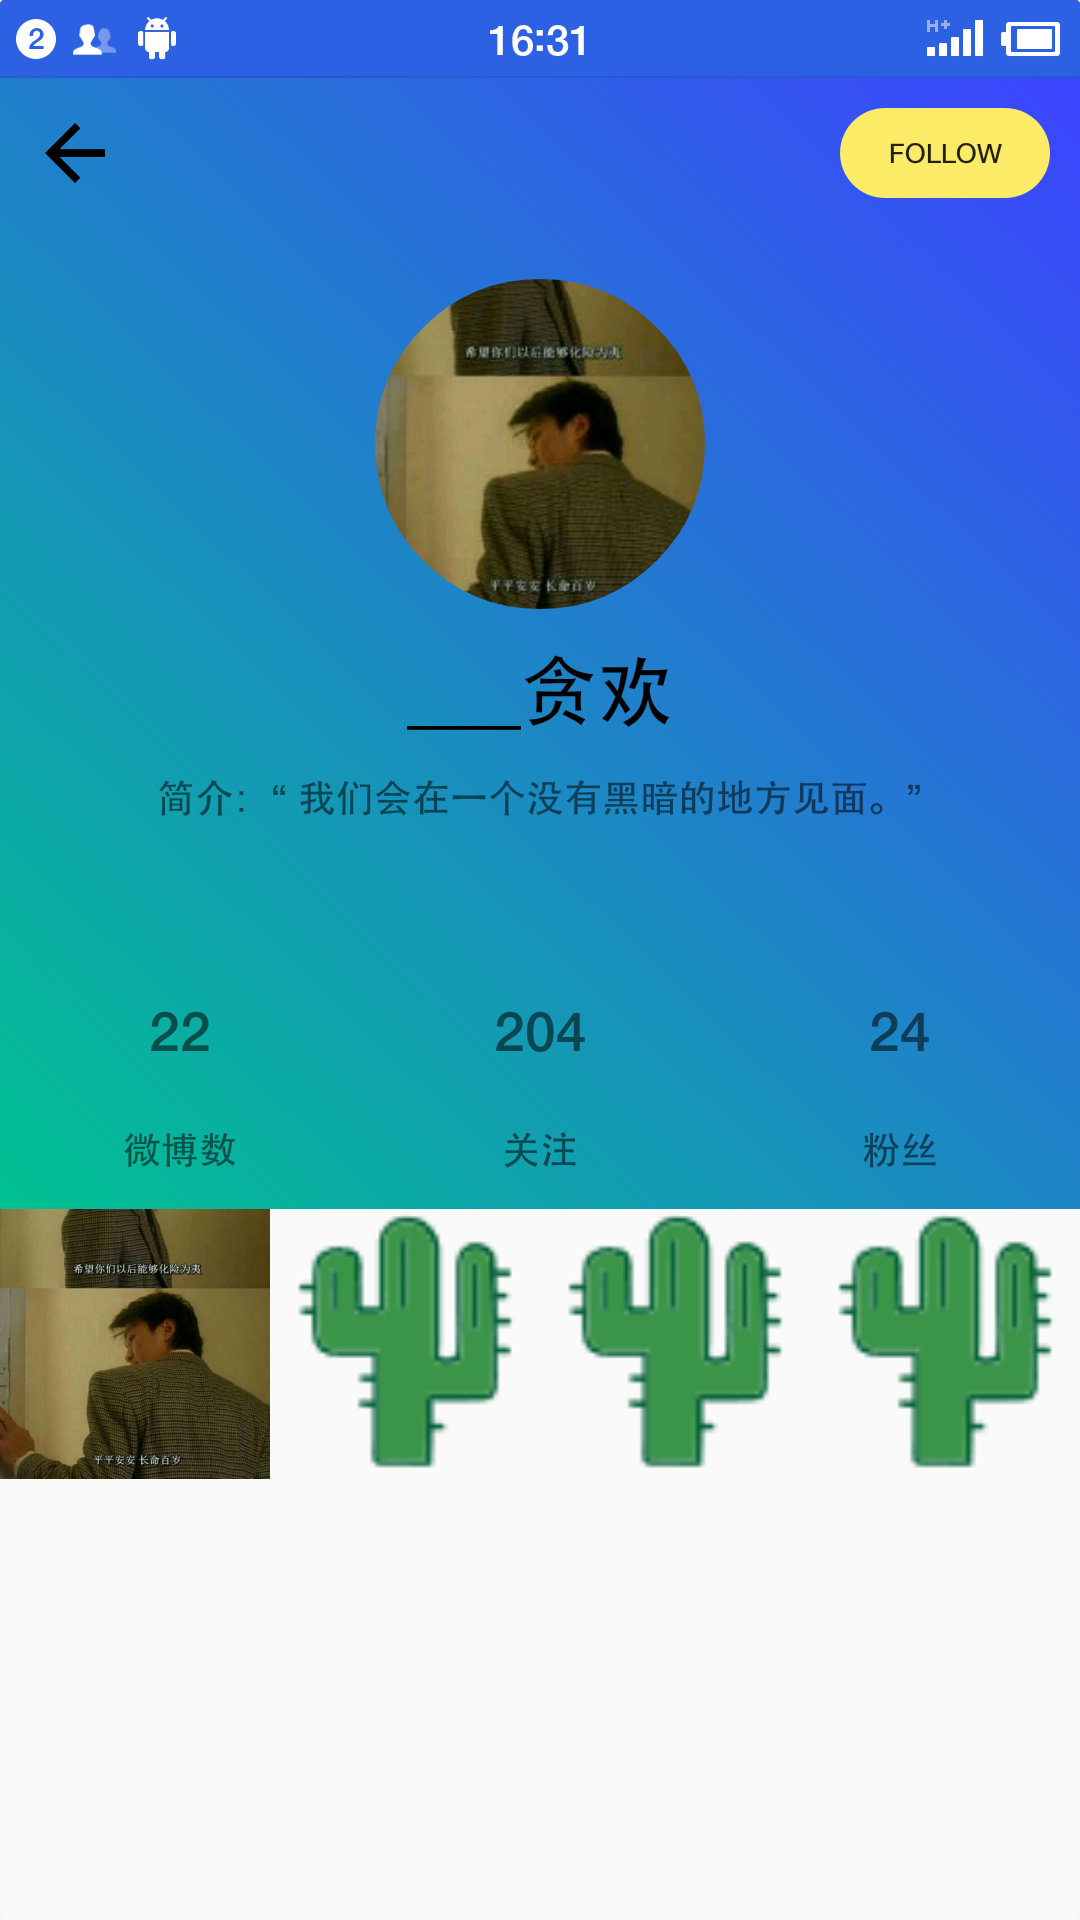 2
16:31
H+
FOLLOW
希望你们以后能够化险为夷
平平安安 长命百岁
___贪欢
简介：“ 我们会在一个没有黑暗的地方见面。”
22
204
24
微博数
关注
粉丝
希望你们以后能够化险为夷
平平安安 长命百岁